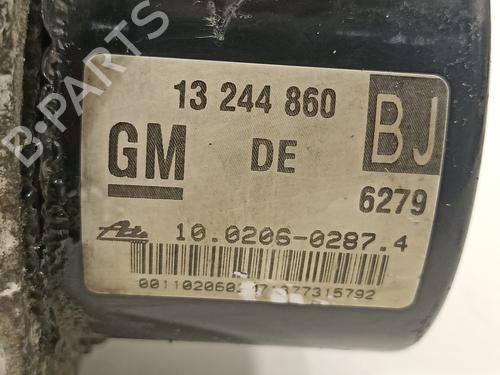 13 244 860
BJ
GM
DE
6279
Ate
10.0206-0287.4
B-PARTS